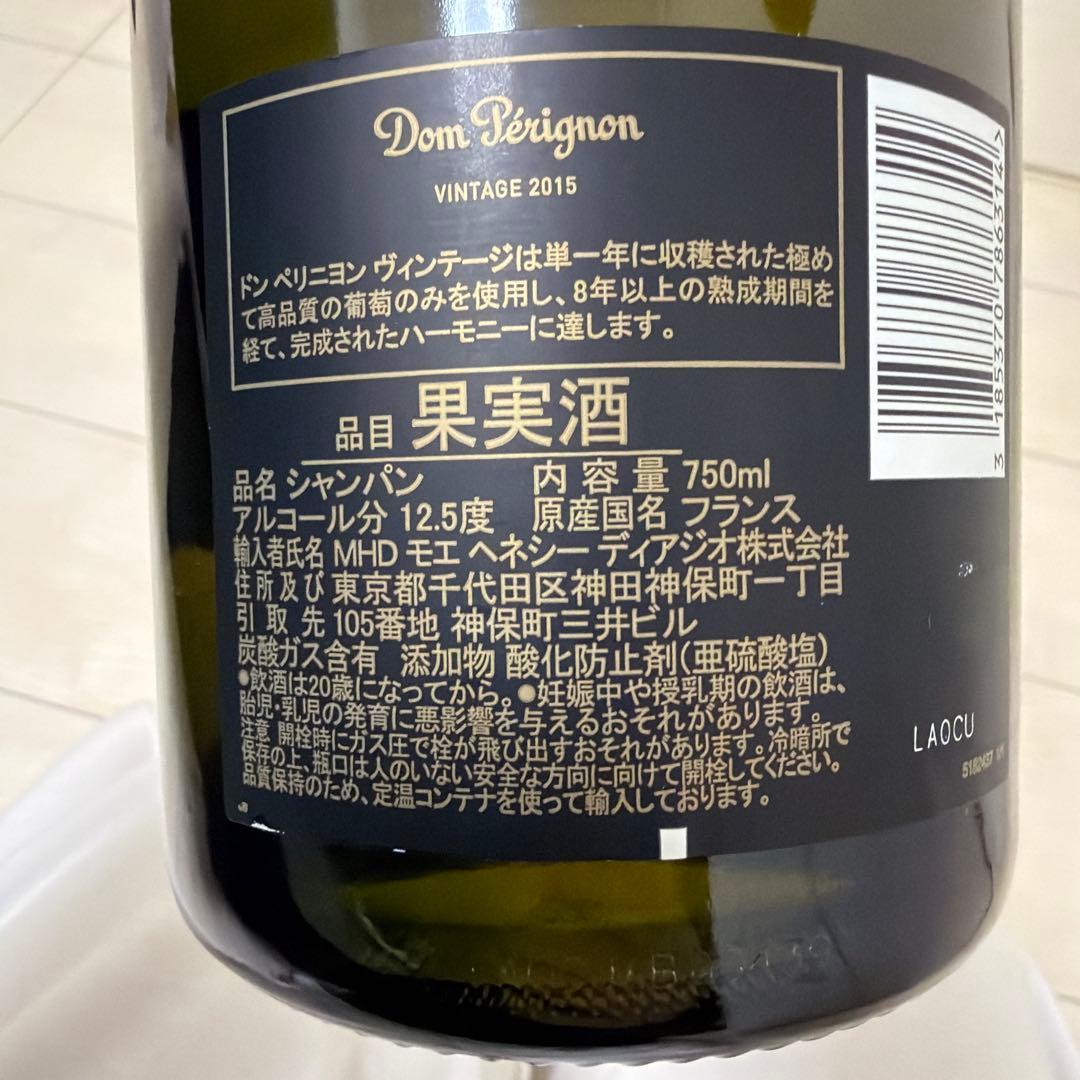 Dom Pérignon
VINTAGE 2015
ドン ペリニヨン ヴィンテージは単一年に収穫された極め
て高品質の葡萄のみを使用し、8年以上の熟成期間を
経て、完成されたハーモニーに達します。
品目 果実酒
品名 シャンパン 内容量 750ml
アルコール分 12.5度 原産国名 フランス
輸入者氏名 MHD モエ ヘネシー ディアジオ株式会社
住所及び 東京都千代田区神田神保町一丁目
引取先 105番地 神保町三井ビル
炭酸ガス含有 添加物 酸化防止剤(亜硫酸塩)
●飲酒は20歳になってから。●妊娠中や授乳期の飲酒は、
胎児・乳児の発育に悪影響を与えるおそれがあります。
注意 開栓時にガス圧で栓が飛び出すおそれがあります。冷暗所で
保存の上、瓶口は人のいない安全な方向に向けて開栓してください。
品質保持のため、定温コンテナを使って輸入しております。
JB
3 185370 786314 >
LAOCU
5182437